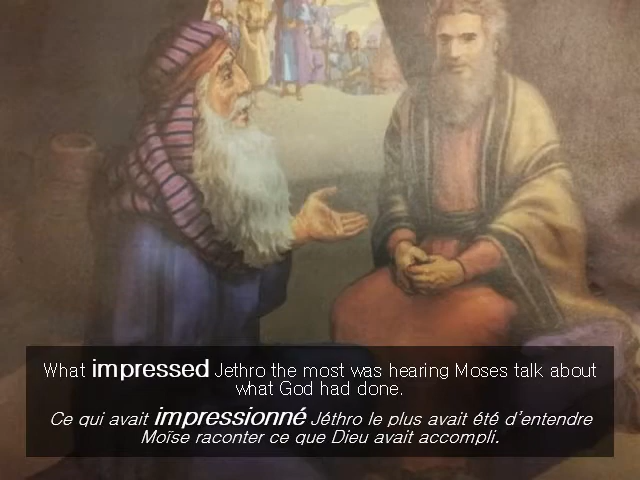 What impressed Jethro the most was hearing Moses talk about
what God had done.
Ce qui avait impressionné Jéthro le plus avait été d'entendre
Moïse raconter ce que Dieu avait accompli.